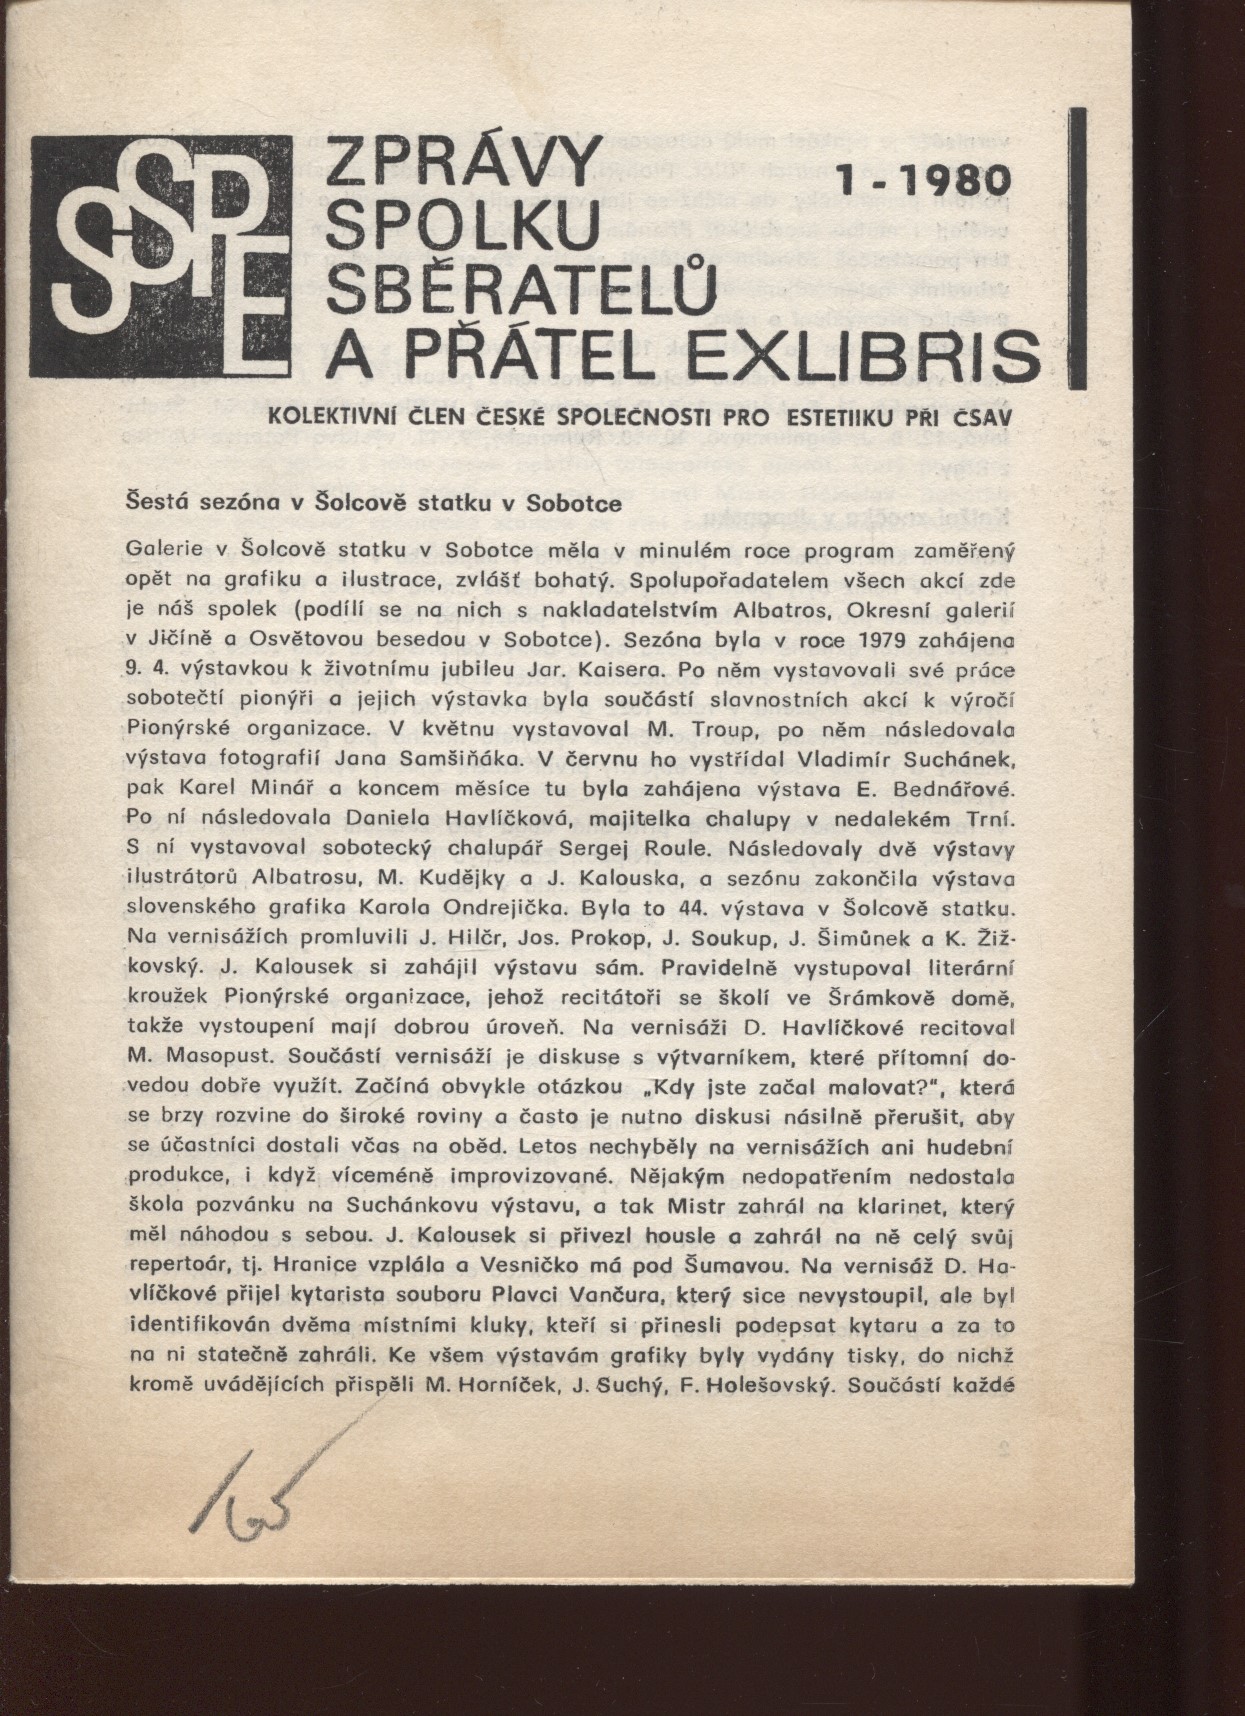 SSPE
ZPRÁVY
SPOLKU
SBĚRATELŮ
A PŘÁTEL EXLIBRIS
1 - 1980
KOLEKTIVNÍ ČLEN ČESKÉ SPOLEČNOSTI PRO ESTETIIKU PŘI ČSAV
Šestá sezóna v Šolcově statku v Sobotce
Galerie v Šolcově statku v Sobotce měla v minulém roce program zaměřený
opět na grafiku a ilustrace, zvlášť bohatý. Spolupořadatelem všech akcí zde
je náš spolek (podílí se na nich s nakladatelstvím Albatros, Okresní galerií
v Jičíně a Osvětovou besedou v Sobotce). Sezóna byla v roce 1979 zahájena
9. 4. výstavkou k životnímu jubileu Jar. Kaisera. Po něm vystavovali své práce
sobotečtí pionýři a jejich výstavka byla součástí slavnostních akcí k výročí
Pionýrské organizace. V květnu vystavoval M. Troup, po něm následovala
výstava fotografií Jana Samšiňáka. V červnu ho vystřídal Vladimír Suchánek,
pak Karel Minář a koncem měsíce tu byla zahájena výstava E. Bednářové.
Po ní následovala Daniela Havlíčková, majitelka chalupy v nedalekém Trní.
S ní vystavoval sobotecký chalupář Sergej Roule. Následovaly dvě výstavy
ilustrátorů Albatrosu, M. Kudějky a J. Kalouska, a sezónu zakončila výstava
slovenského grafika Karola Ondrejička. Byla to 44. výstava v Šolcově statku.
Na vernisážích promluvili J. Hilčr, Jos. Prokop, J. Soukup, J. Šimůnek a K. Žiž-
kovský. J. Kalousek si zahájil výstavu sám. Pravidelně vystupoval literární
kroužek Pionýrské organizace, jehož recitátoři se školí ve Šrámkově domě,
takže vystoupení mají dobrou úroveň. Na vernisáži D. Havlíčkové recitoval
M. Masopust. Součástí vernisáží je diskuse s výtvarníkem, které přítomní do-
vedou dobře využít. Začíná obvykle otázkou „Kdy jste začal malovat?", která
se brzy rozvine do široké roviny a často je nutno diskusi násilně přerušit, aby
se účastníci dostali včas na oběd. Letos nechyběly na vernisážích ani hudební
produkce, i když víceméně improvizované. Nějakým nedopatřením nedostala
škola pozvánku na Suchánkovu výstavu, a tak Mistr zahrál na klarinet, který
měl náhodou s sebou. J. Kalousek si přivezl housle a zahrál na ně celý svůj
repertoár, tj. Hranice vzplála a Vesničko má pod Šumavou. Na vernisáž D. Ha-
vlíčkové přijel kytarista souboru Plavci Vančura, který sice nevystoupil, ale byl
identifikován dvěma místními kluky, kteří si přinesli podepsat kytaru a za to
na ni statečně zahráli. Ke všem výstavám grafiky byly vydány tisky, do nichž
kromě uvádějících přispěli M. Horníček, J. Suchý, F. Holešovský. Součástí každé